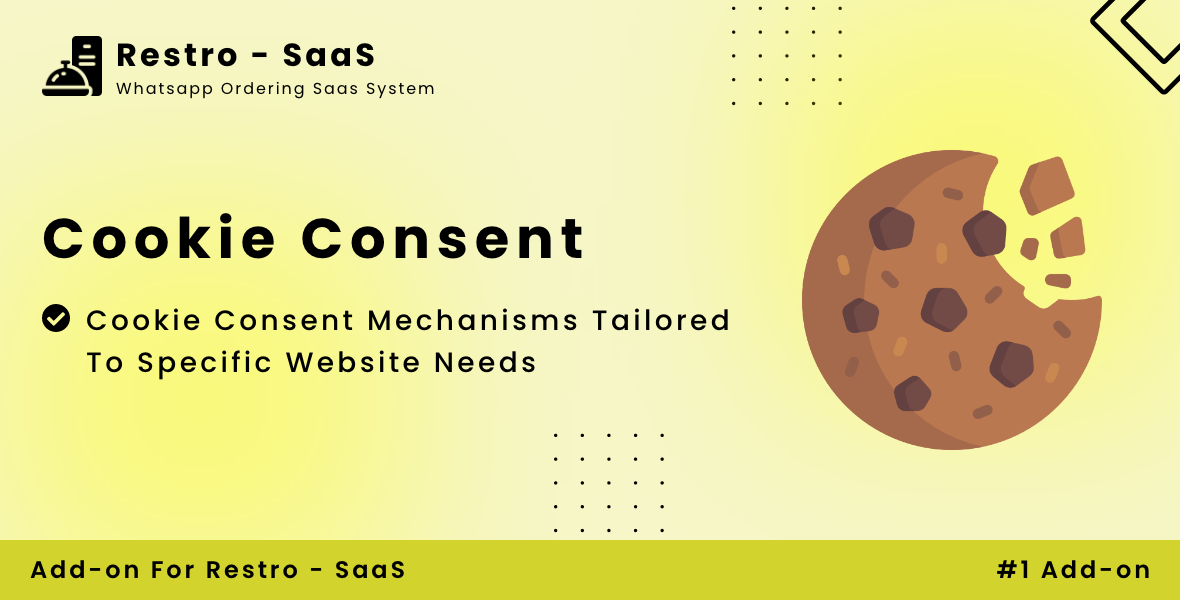 Restro - SaaS
Whatsapp Ordering Saas System
Cookie Consent
Cookie Consent Mechanisms Tailored
To Specific Website Needs
Add-on For Restro - SaaS
#1 Add-on